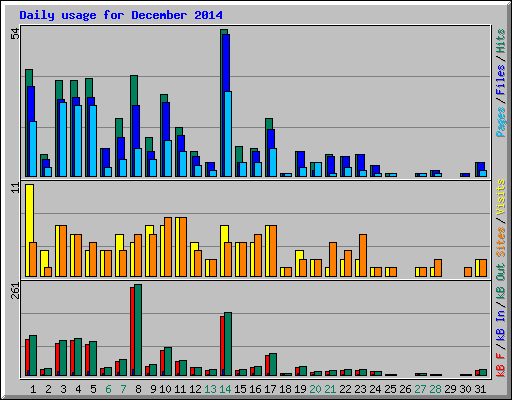 Daily usage for December 2014
54
Pages / Files / Hits
11
Sites / Visits
261
kB F / kB In / kB Out
1 2 3 4 5 6 7 8 9 10 11 12 13 14 15 16 17 18 19 20 21 22 23 24 25 26 27 28 29 30 31